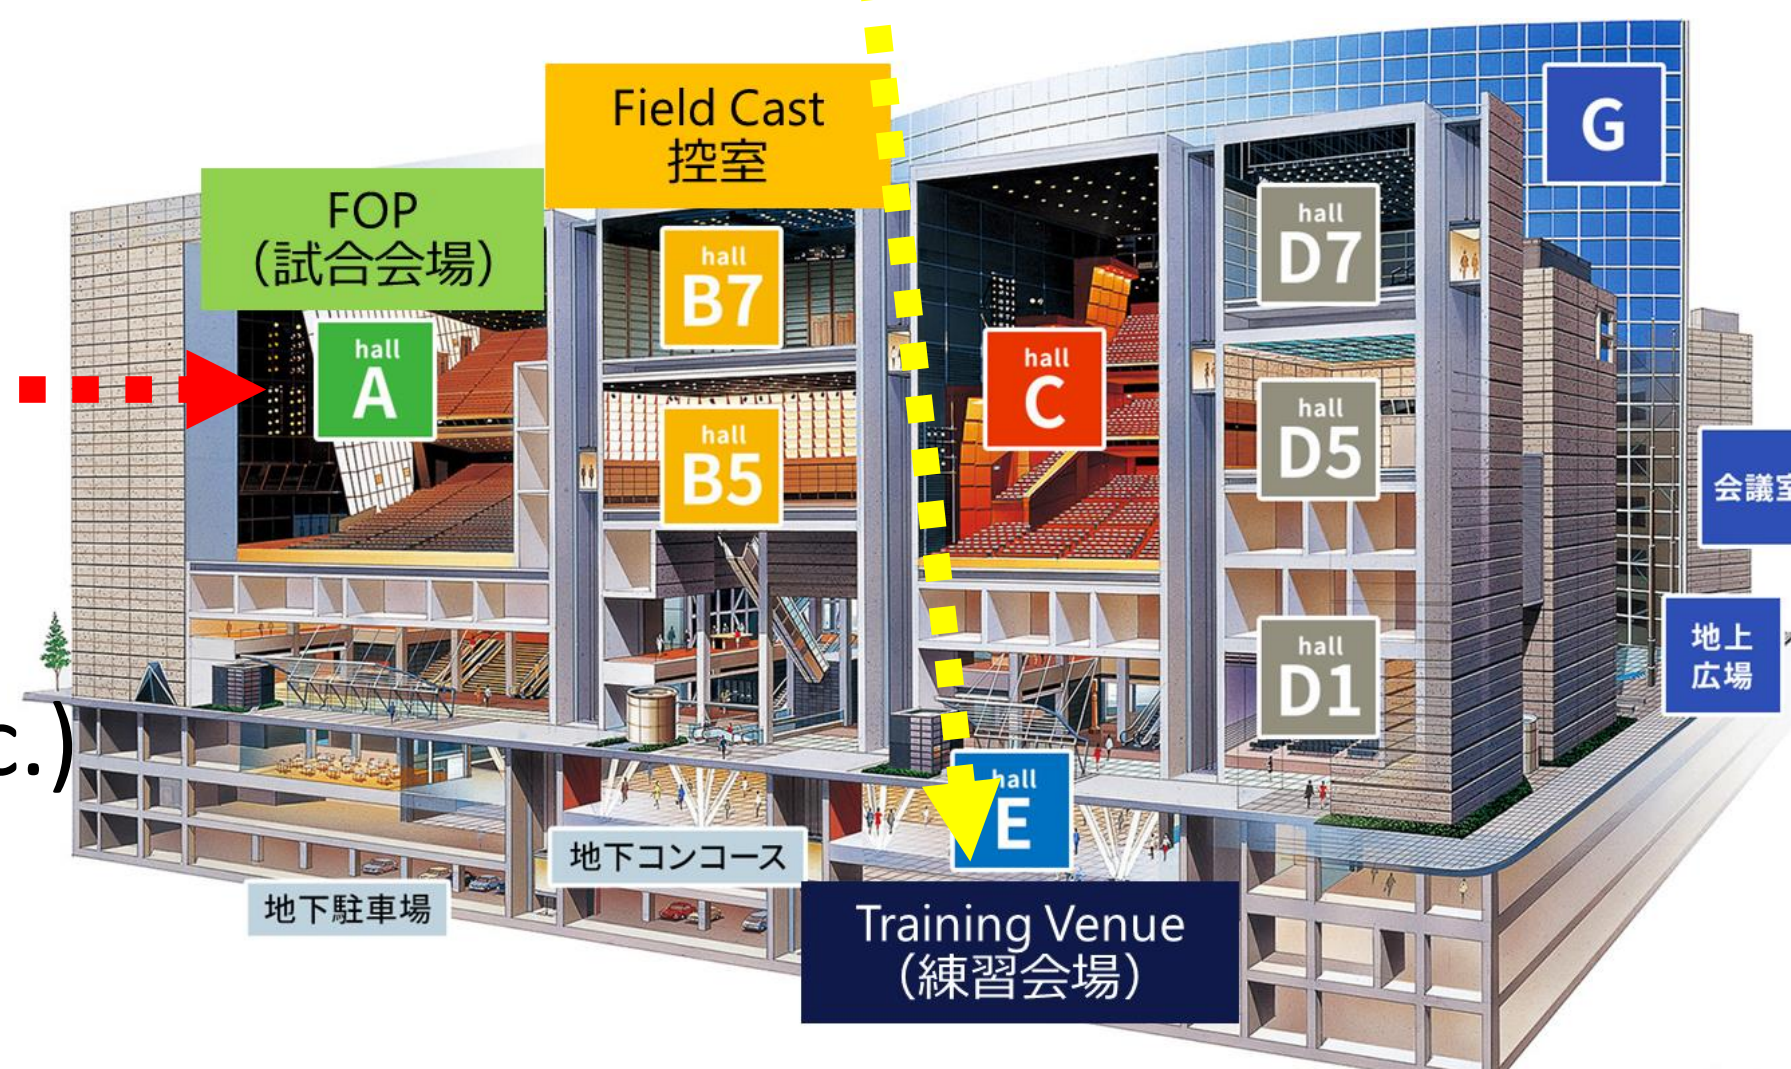 Field Cast
控室
G
FOP
（試合会場）
hall
D7
hall
B7
hall
A
hall
C
hall
D5
hall
B5
会議室
地上
広場
hall
D1
c.)
hall
E
地下コンコース
地下駐車場
Training Venue
（練習会場）